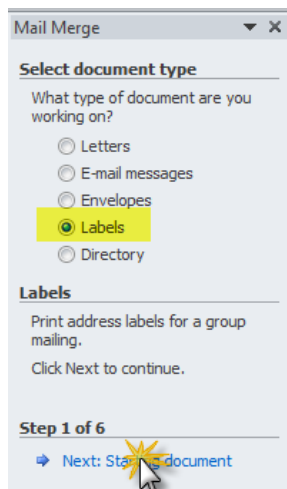 Mail Merge
Select document type
What type of document are you
working on?
Letters
E-mail messages
Envelopes
Labels
Directory
Labels
Print address labels for a group
mailing.
Click Next to continue.
Step 1 of 6
Next: Starting document